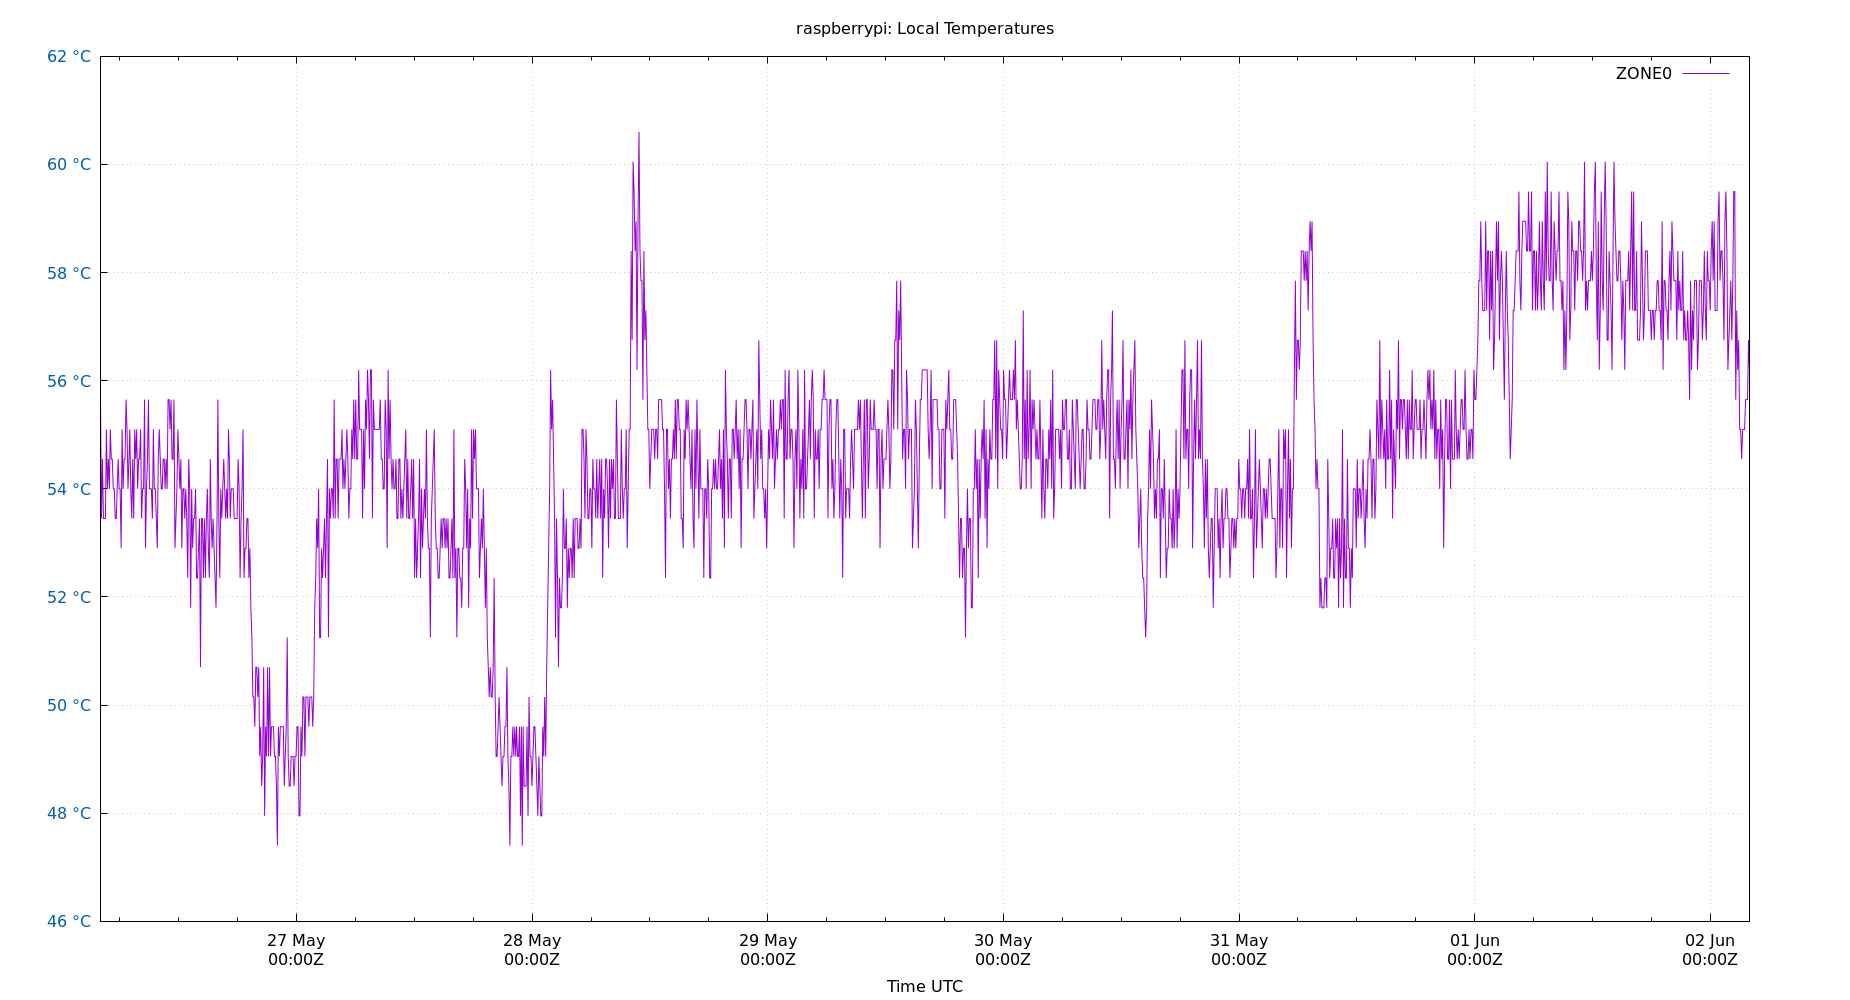 raspberrypi: Local Temperatures
62 °C
ZONE0
60 °C
58 °C
56 °C
54 °C
52 °C
50 °C
48 °C
46 °C
27 May 28 May 29 May 30 May 31 May 01 Jun 02 Jun
00:00Z 00:00Z 00:00Z 00:00Z 00:00Z 00:00Z 00:00Z
Time UTC